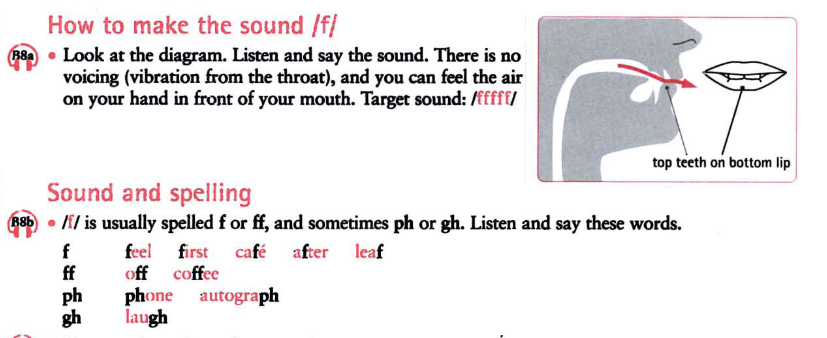 How to make the sound /f/
B8a • Look at the diagram. Listen and say the sound. There is no
voicing (vibration from the throat), and you can feel the air
on your hand in front of your mouth. Target sound: /fffff/
top teeth on bottom lip
Sound and spelling
B8b • /f/ is usually spelled f or ff, and sometimes ph or gh. Listen and say these words.
f feel first café after leaf
ff off coffee
ph phone autograph
gh laugh